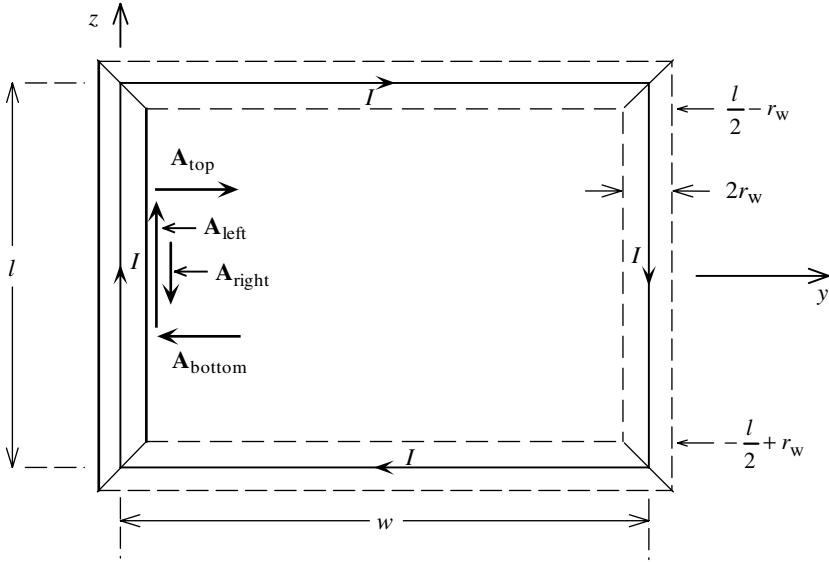 z
I
l/2 − r_w
A_top
2r_w
A_left
l
I
A_right
I
y
A_bottom
−l/2 + r_w
I
w